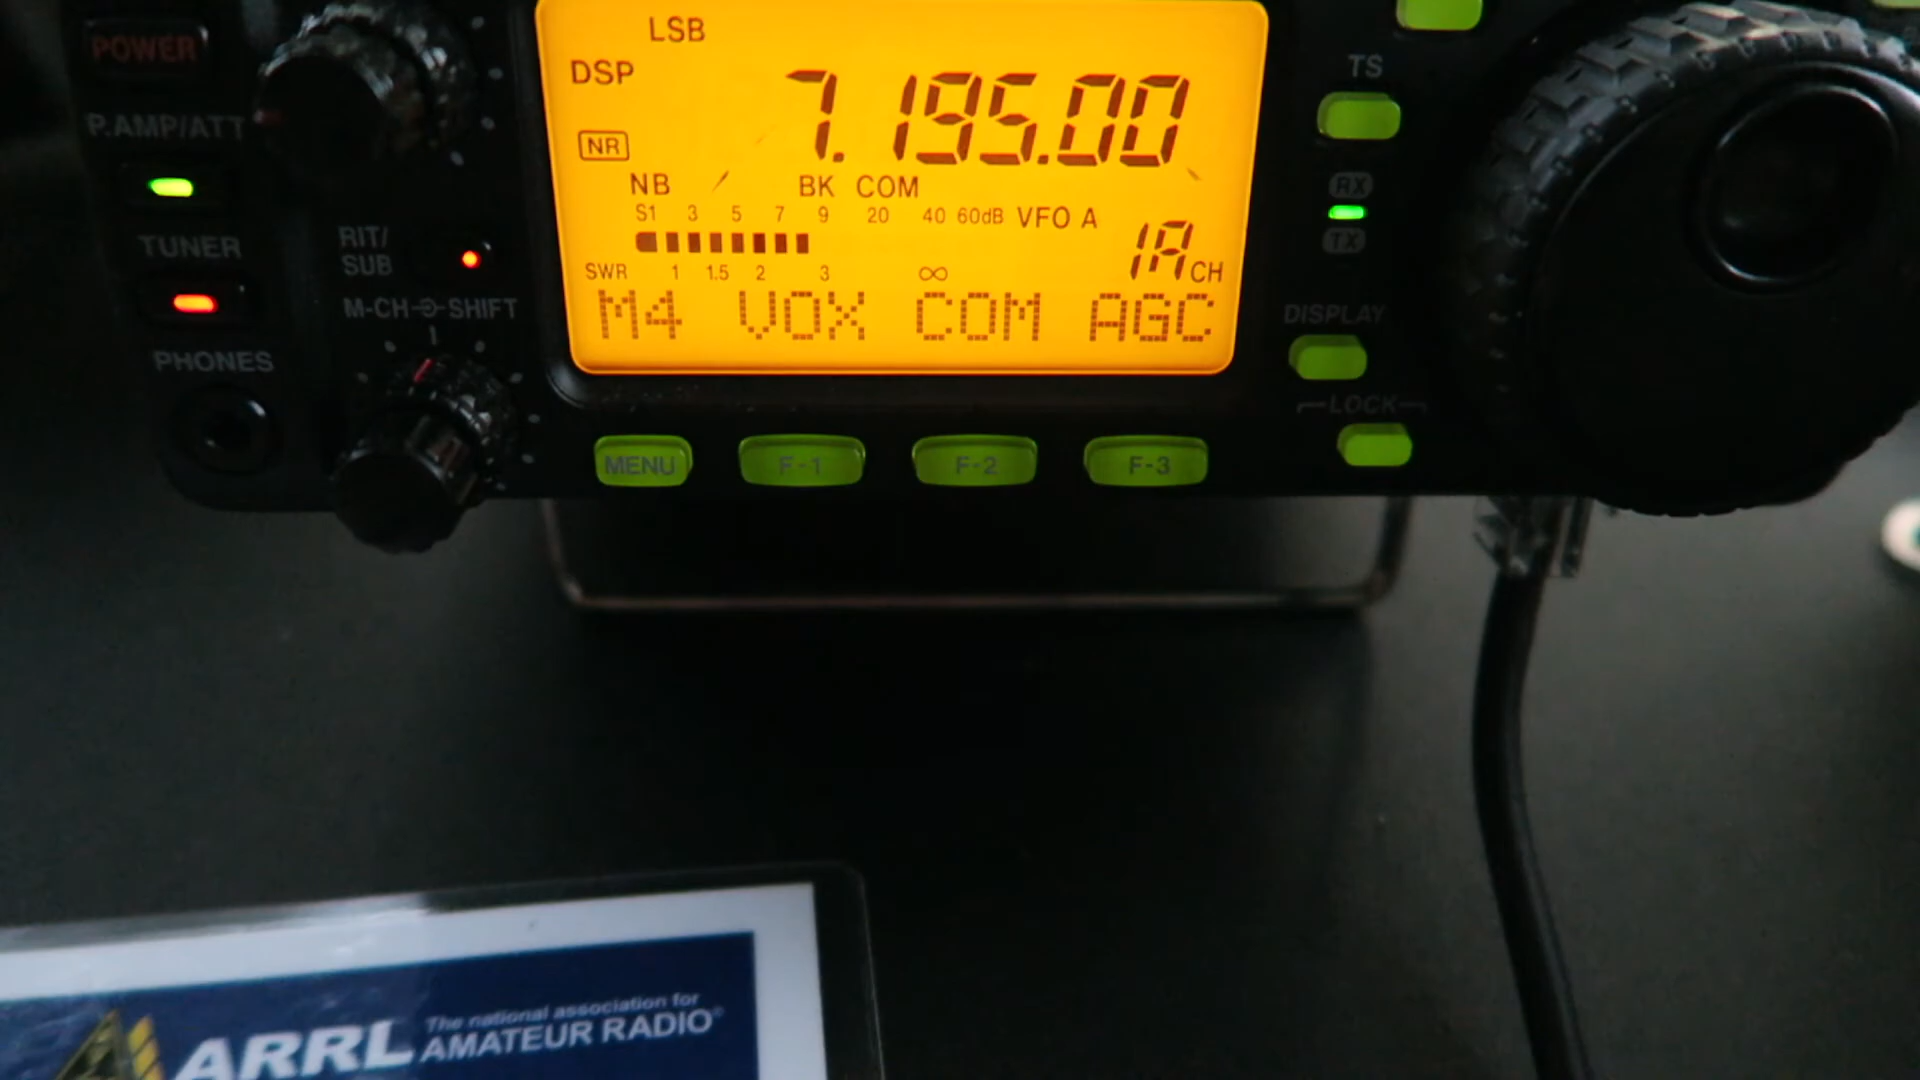 POWER
LSB
DSP
7.195.00
TS
P.AMP/ATT
NR
NB BK COM
RX
S1 3 5 7 9 20 40 60dB VFO A
TX
TUNER
RIT/
SUB
1A CH
SWR 1 1.5 2 3 ∞
M-CH SHIFT
M4 VOX COM AGC
DISPLAY
PHONES
LOCK
MENU F-1 F-2 F-3
ARRL The national association for
AMATEUR RADIO®